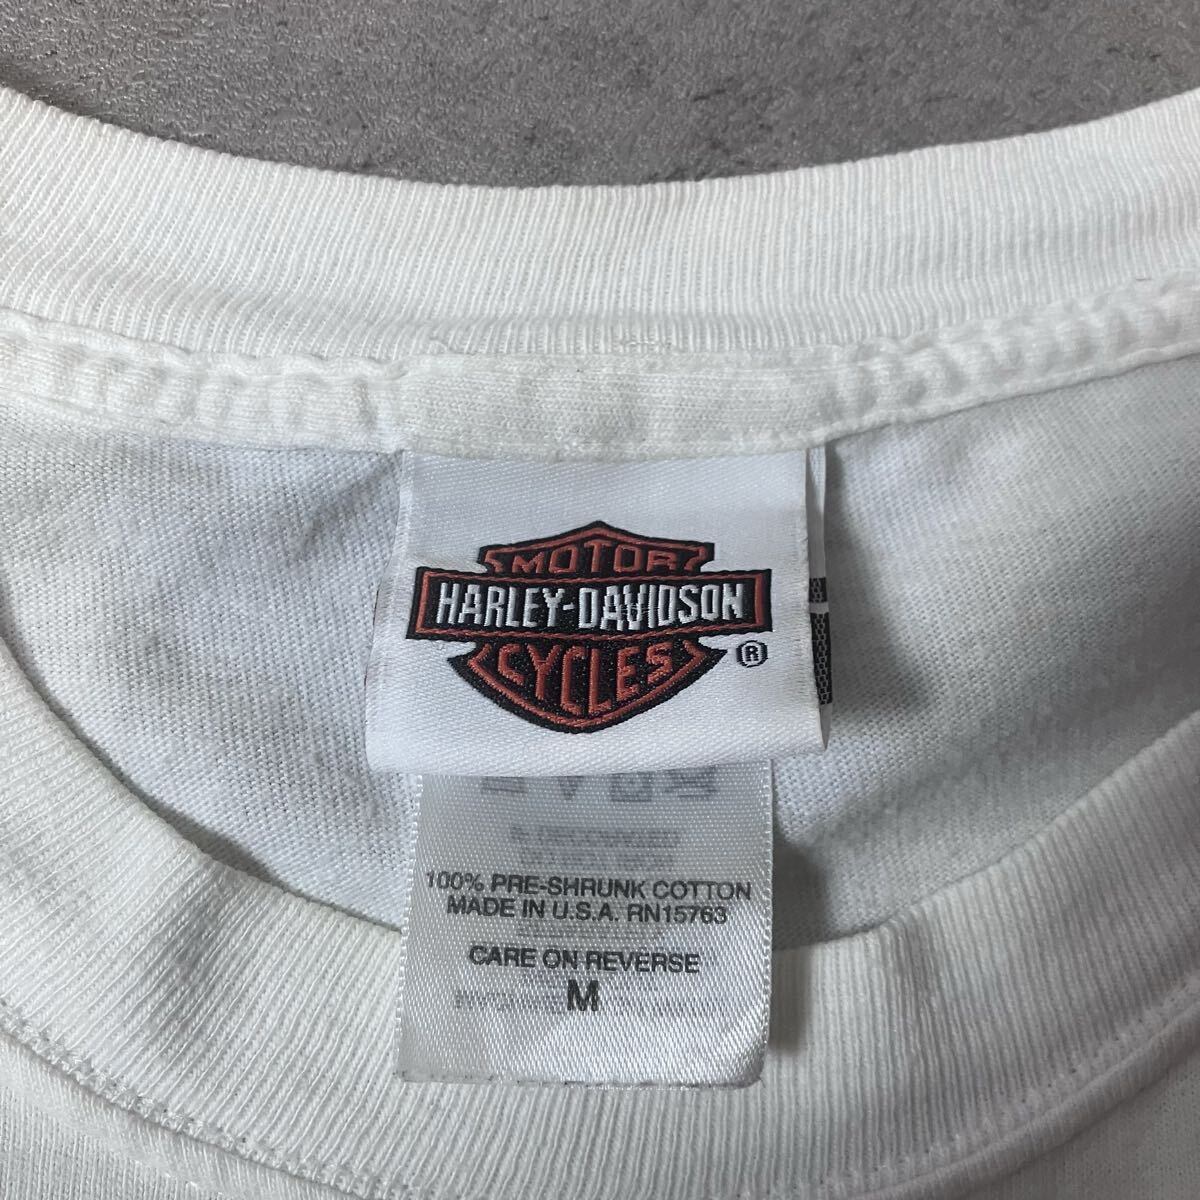 MOTOR
HARLEY-DAVIDSON
CYCLES ®
100% PRE-SHRUNK COTTON
MADE IN U.S.A. RN15763
CARE ON REVERSE
M